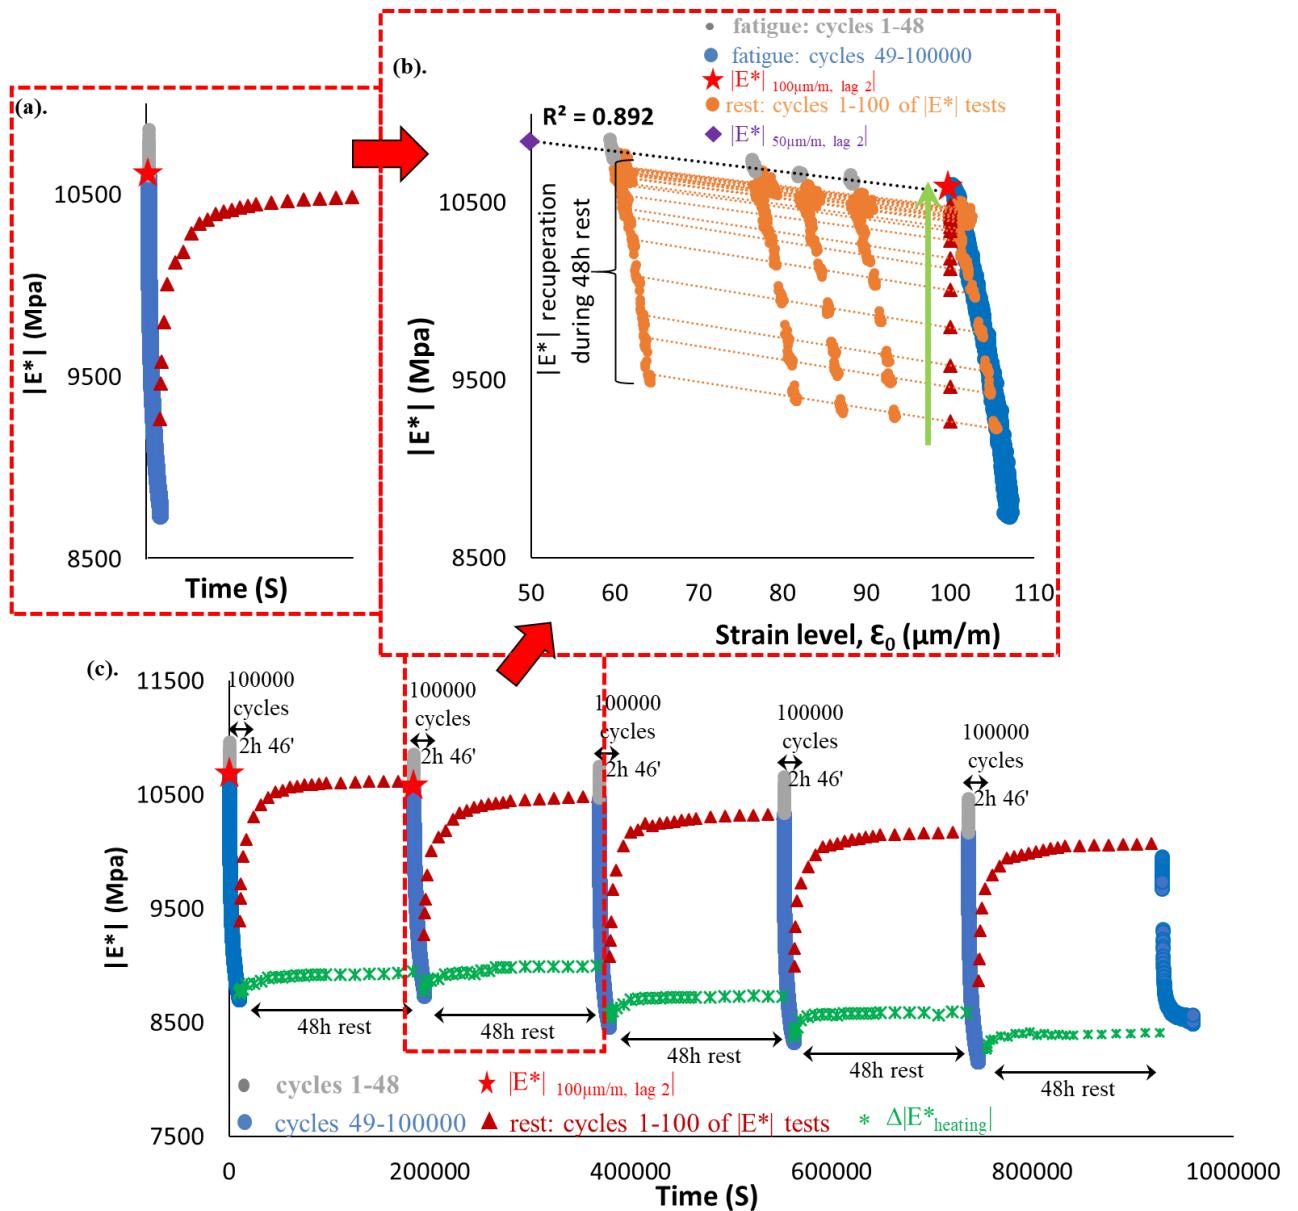 (a).
10500
9500
8500
|E*| (Mpa)
Time (S)
(b).
fatigue: cycles 1-48
fatigue: cycles 49-100000
|E*| 100µm/m, lag 2|
rest: cycles 1-100 of |E*| tests
|E*| 50µm/m, lag 2|
R² = 0.892
10500
9500
8500
|E*| (Mpa)
|E*| recuperation
during 48h rest
50 60 70 80 90 100 110
Strain level, Ɛ0 (µm/m)
(c).
11500
10500
9500
8500
7500
|E*| (Mpa)
100000
cycles
2h 46'
100000
cycles
2h 46'
100000
cycles
2h 46'
100000
cycles
2h 46'
100000
cycles
2h 46'
48h rest
48h rest
48h rest
48h rest
48h rest
cycles 1-48
|E*| 100µm/m, lag 2|
cycles 49-100000
rest: cycles 1-100 of |E*| tests
Δ|E*heating|
0 200000 400000 600000 800000 1000000
Time (S)